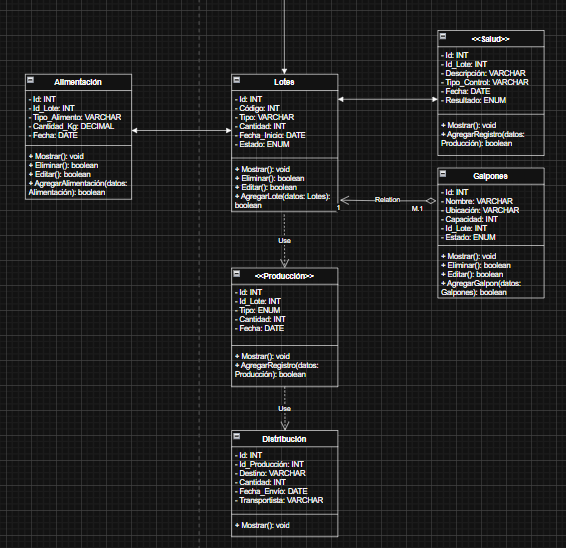 <<Salud>>
- Id: INT
- Id_Lote: INT
- Descripción: VARCHAR
- Tipo_Control: VARCHAR
- Fecha: DATE
- Resultado: ENUM
+ Mostrar(): void
+ AgregarRegistro(datos:
Producción): boolean
Alimentación
- Id: INT
- Id_Lote: INT
- Tipo_Alimento: VARCHAR
- Cantidad_Kg: DECIMAL
- Fecha: DATE
+ Mostrar(): void
+ Eliminar(): boolean
+ Editar(): boolean
+ AgregarAlimentación(datos:
Alimentación): boolean
Lotes
- Id: INT
- Código: INT
- Tipo: VARCHAR
- Cantidad: INT
- Fecha_Inicio: DATE
- Estado: ENUM
+ Mostrar(): void
+ Eliminar(): boolean
+ Editar(): boolean
+ AgregarLote(datos: Lotes):
boolean
Galpones
- Id: INT
- Nombre: VARCHAR
- Ubicación: VARCHAR
- Capacidad: INT
- Id_Lote: INT
- Estado: ENUM
+ Mostrar(): void
+ Eliminar(): boolean
+ Editar(): boolean
+ AgregarGalpon(datos:
Galpones): boolean
Relation
1
M.1
Use
<<Producción>>
- Id: INT
- Id_Lote: INT
- Tipo: ENUM
- Cantidad: INT
- Fecha: DATE
+ Mostrar(): void
+ AgregarRegistro(datos:
Producción): boolean
Use
Distribución
- Id: INT
- Id_Producción: INT
- Destino: VARCHAR
- Cantidad: INT
- Fecha_Envío: DATE
- Transportista: VARCHAR
+ Mostrar(): void